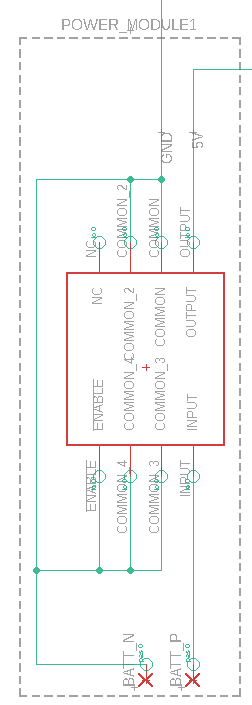 POWER_MODULE1
GND
5V
NC
COMMON_2
COMMON
OUTPUT
NC
COMMON_2
COMMON
OUTPUT
ENABLE
COMMON_4
COMMON_3
INPUT
ENABLE
COMMON_4
COMMON_3
INPUT
BATT_N
BATT_P